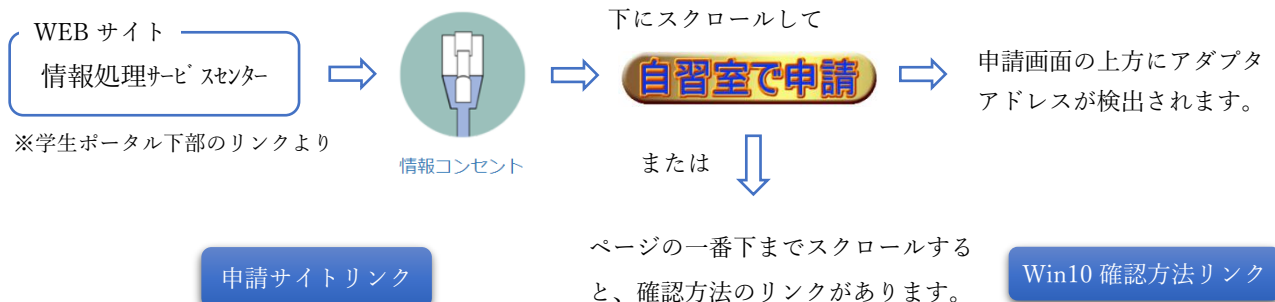 WEB サイト
情報処理ｻｰﾋﾞｽｾﾝﾀｰ
※学生ポータル下部のリンクより
情報コンセント
下にスクロールして
自習室で申請
申請画面の上方にアダプタ
アドレスが検出されます。
または
ページの一番下までスクロールする
と、確認方法のリンクがあります。
申請サイトリンク
Win10 確認方法リンク